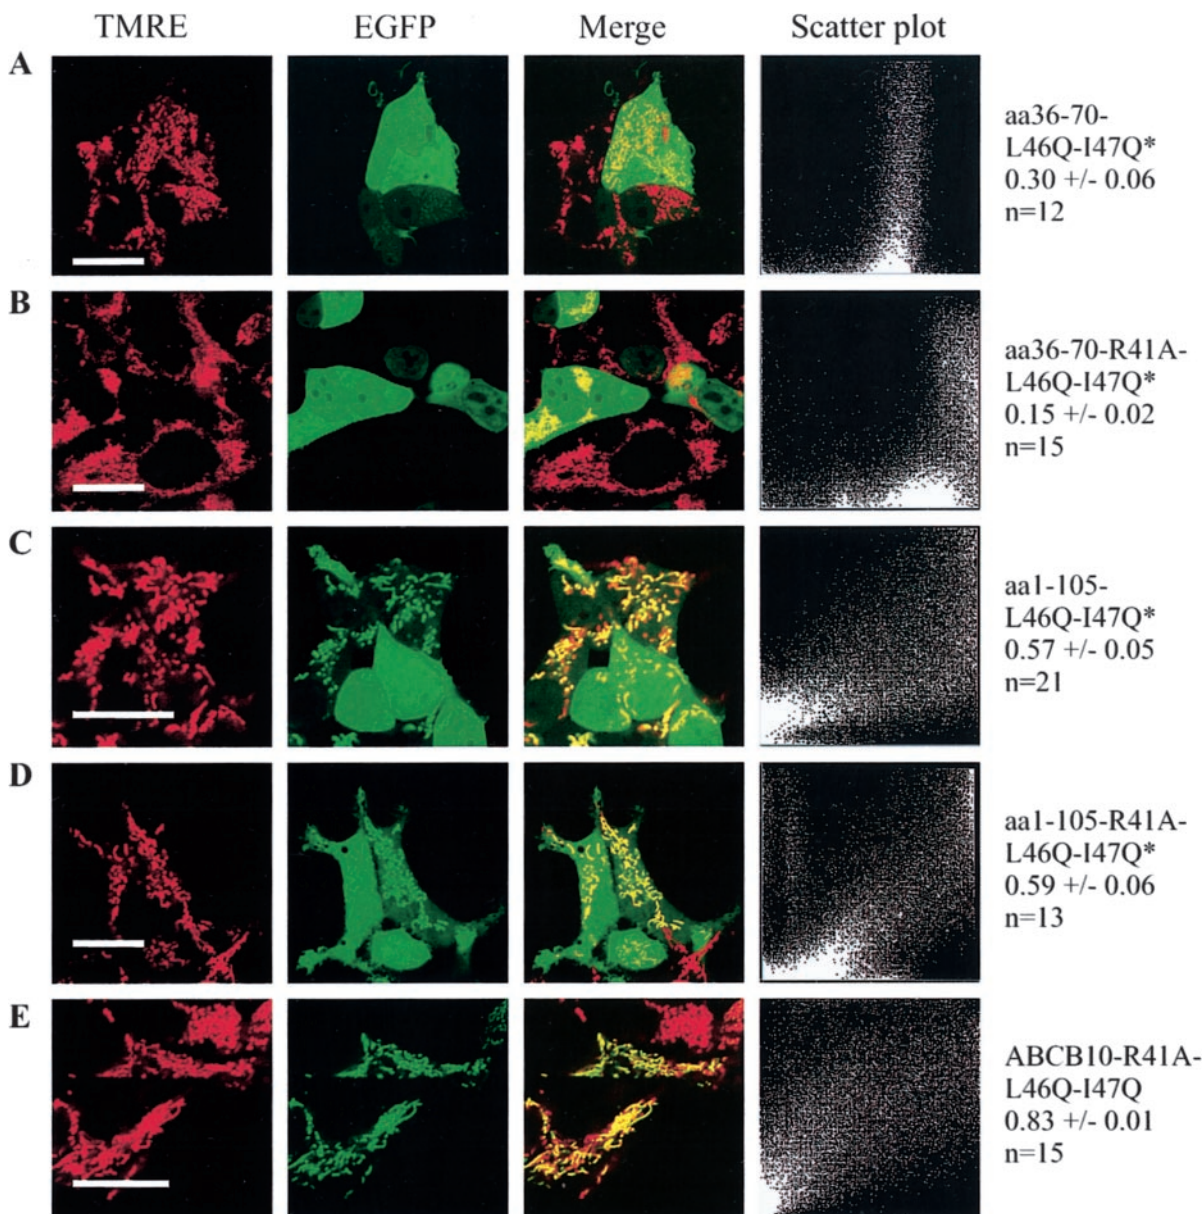 TMRE EGFP Merge Scatter plot
A
aa36-70-
L46Q-I47Q*
0.30 +/- 0.06
n=12
B
aa36-70-R41A-
L46Q-I47Q*
0.15 +/- 0.02
n=15
C
aa1-105-
L46Q-I47Q*
0.57 +/- 0.05
n=21
D
aa1-105-R41A-
L46Q-I47Q*
0.59 +/- 0.06
n=13
E
ABCB10-R41A-
L46Q-I47Q
0.83 +/- 0.01
n=15